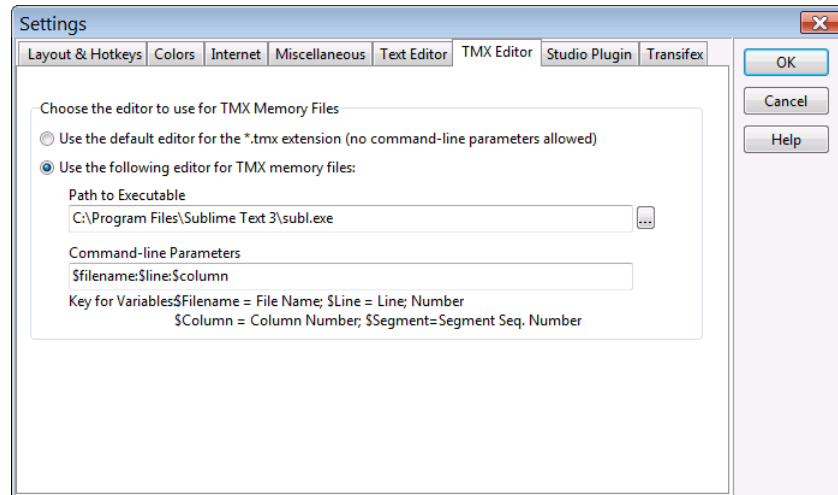 Settings
Layout & Hotkeys Colors Internet Miscellaneous Text Editor TMX Editor Studio Plugin Transifex
OK
Cancel
Help
Choose the editor to use for TMX Memory Files
Use the default editor for the *.tmx extension (no command-line parameters allowed)
Use the following editor for TMX memory files:
Path to Executable
C:\Program Files\Sublime Text 3\subl.exe
...
Command-line Parameters
$filename:$line:$column
Key for Variables:$Filename = File Name; $Line = Line; Number
$Column = Column Number; $Segment=Segment Seq. Number